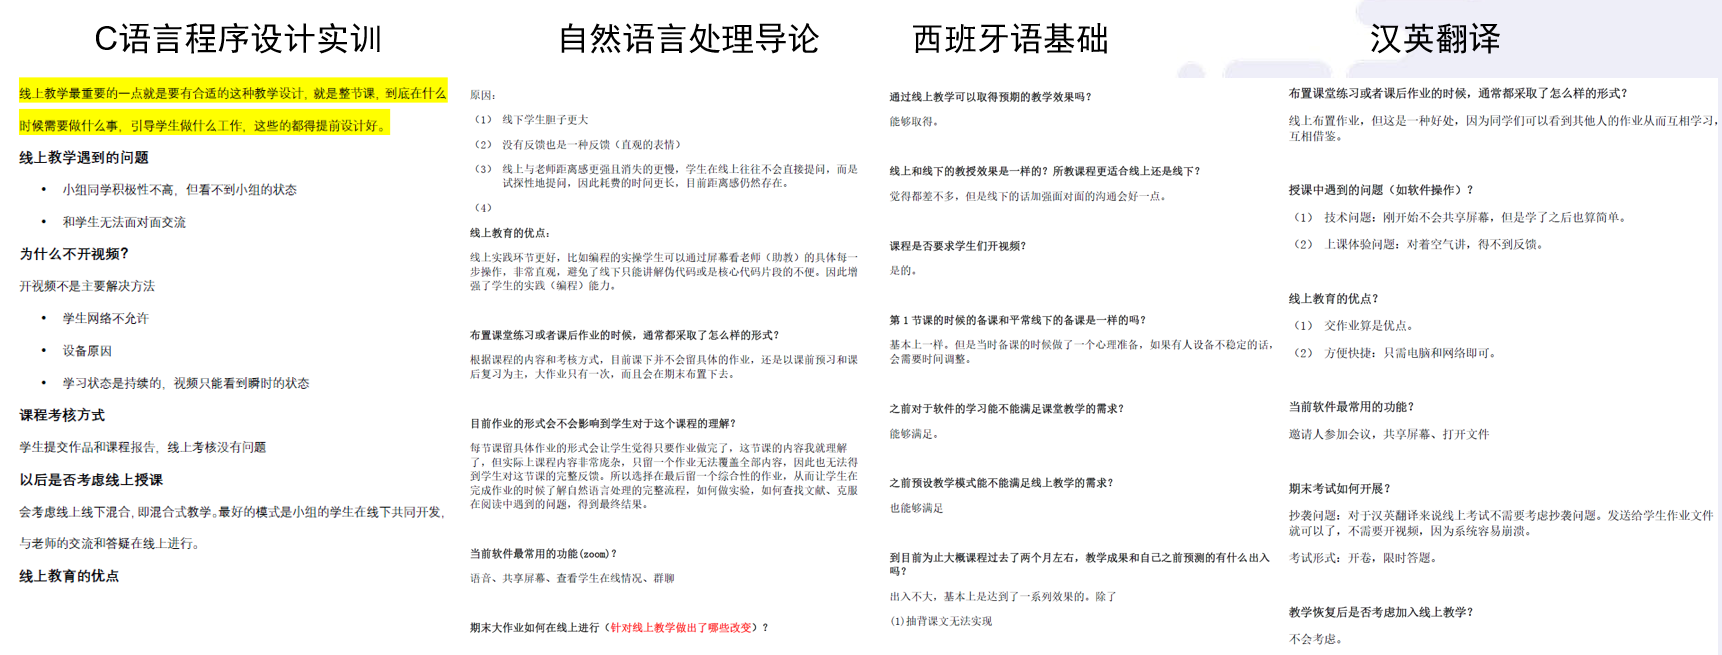 C语言程序设计实训
线上教学最重要的一点就是要有合适的这种教学设计,就是整节课,到底在什么
时候需要做什么事,引导学生做什么工作,这些的都得提前设计好。
线上教学遇到的问题
• 小组同学积极性不高,但看不到小组的状态
• 和学生无法面对面交流
为什么不开视频?
开视频不是主要解决方法
• 学生网络不允许
• 设备原因
• 学习状态是持续的,视频只能看到瞬时的状态
课程考核方式
学生提交作品和课程报告,线上考核没有问题
以后是否考虑线上授课
会考虑线上线下混合,即混合式教学。最好的模式是小组的学生在线下共同开发,
与老师的交流和答疑在线上进行。
线上教育的优点
自然语言处理导论
原因:
(1) 线下学生胆子更大
(2) 没有反馈也是一种反馈(直观的表情)
(3) 线上与老师距离感更强且消失的更慢,学生在线上往往不会直接提问,而是
试探性地提问,因此耗费的时间更长,目前距离感仍然存在。
(4)
线上教育的优点:
线上实践环节更好,比如编程的实操学生可以通过屏幕看老师(助教)的具体每一
步操作,非常直观,避免了线下只能讲解伪代码或是核心代码片段的不便。因此增
强了学生的实践(编程)能力。
布置课堂练习或者课后作业的时候,通常都采取了怎么样的形式?
根据课程的内容和考核方式,目前课下并不会留具体的作业,还是以课前预习和课
后复习为主,大作业只有一次,而且会在期末布置下去。
目前作业的形式会不会影响到学生对于这个课程的理解?
每节课留具体作业的形式会让学生觉得只要作业做完了,这节课的内容我就理解
了,但实际上课程内容非常庞杂,只留一个作业无法覆盖全部内容,因此也无法得
到学生对这节课的完整反馈。所以选择在最后留一个综合性的作业,从而让学生在
完成作业的时候了解自然语言处理的完整流程,如何做实验,如何查找文献、克服
在阅读中遇到的问题,得到最终结果。
当前软件最常用的功能(zoom)?
语音、共享屏幕、查看学生在线情况、群聊
期末大作业如何在线上进行(针对线上教学做出了哪些改变)?
西班牙语基础
通过线上教学可以取得预期的教学效果吗?
能够取得。
线上和线下的教授效果是一样的?所教课程更适合线上还是线下?
觉得都差不多,但是线下的话加强面对面的沟通会好一点。
课程是否要求学生们开视频?
是的。
第1节课的时候的备课和平常线下的备课是一样的吗?
基本上一样。但是当时备课的时候做了一个心理准备,如果有人设备不稳定的话,
会需要时间调整。
之前对于软件的学习能不能满足课堂教学的需求?
能够满足。
之前预设教学模式能不能满足线上教学的需求?
也能够满足
到目前为止大概课程过去了两个月左右,教学成果和自己之前预测的有什么出入
吗?
出入不大,基本上是达到了一系列效果的。除了
(1)抽背课文无法实现
汉英翻译
布置课堂练习或者课后作业的时候,通常都采取了怎么样的形式?
线上布置作业,但这是一种好处,因为同学们可以看到其他人的作业从而互相学习,
互相借鉴。
授课中遇到的问题(如软件操作)?
(1) 技术问题:刚开始不会共享屏幕,但是学了之后也算简单。
(2) 上课体验问题:对着空气讲,得不到反馈。
线上教育的优点?
(1) 交作业算是优点。
(2) 方便快捷:只需电脑和网络即可。
当前软件最常用的功能?
邀请人参加会议,共享屏幕、打开文件
期末考试如何开展?
抄袭问题:对于汉英翻译来说线上考试不需要考虑抄袭问题。发送给学生作业文件
就可以了,不需要开视频,因为系统容易崩溃。
考试形式:开卷,限时答题。
教学恢复后是否考虑加入线上教学?
不会考虑。